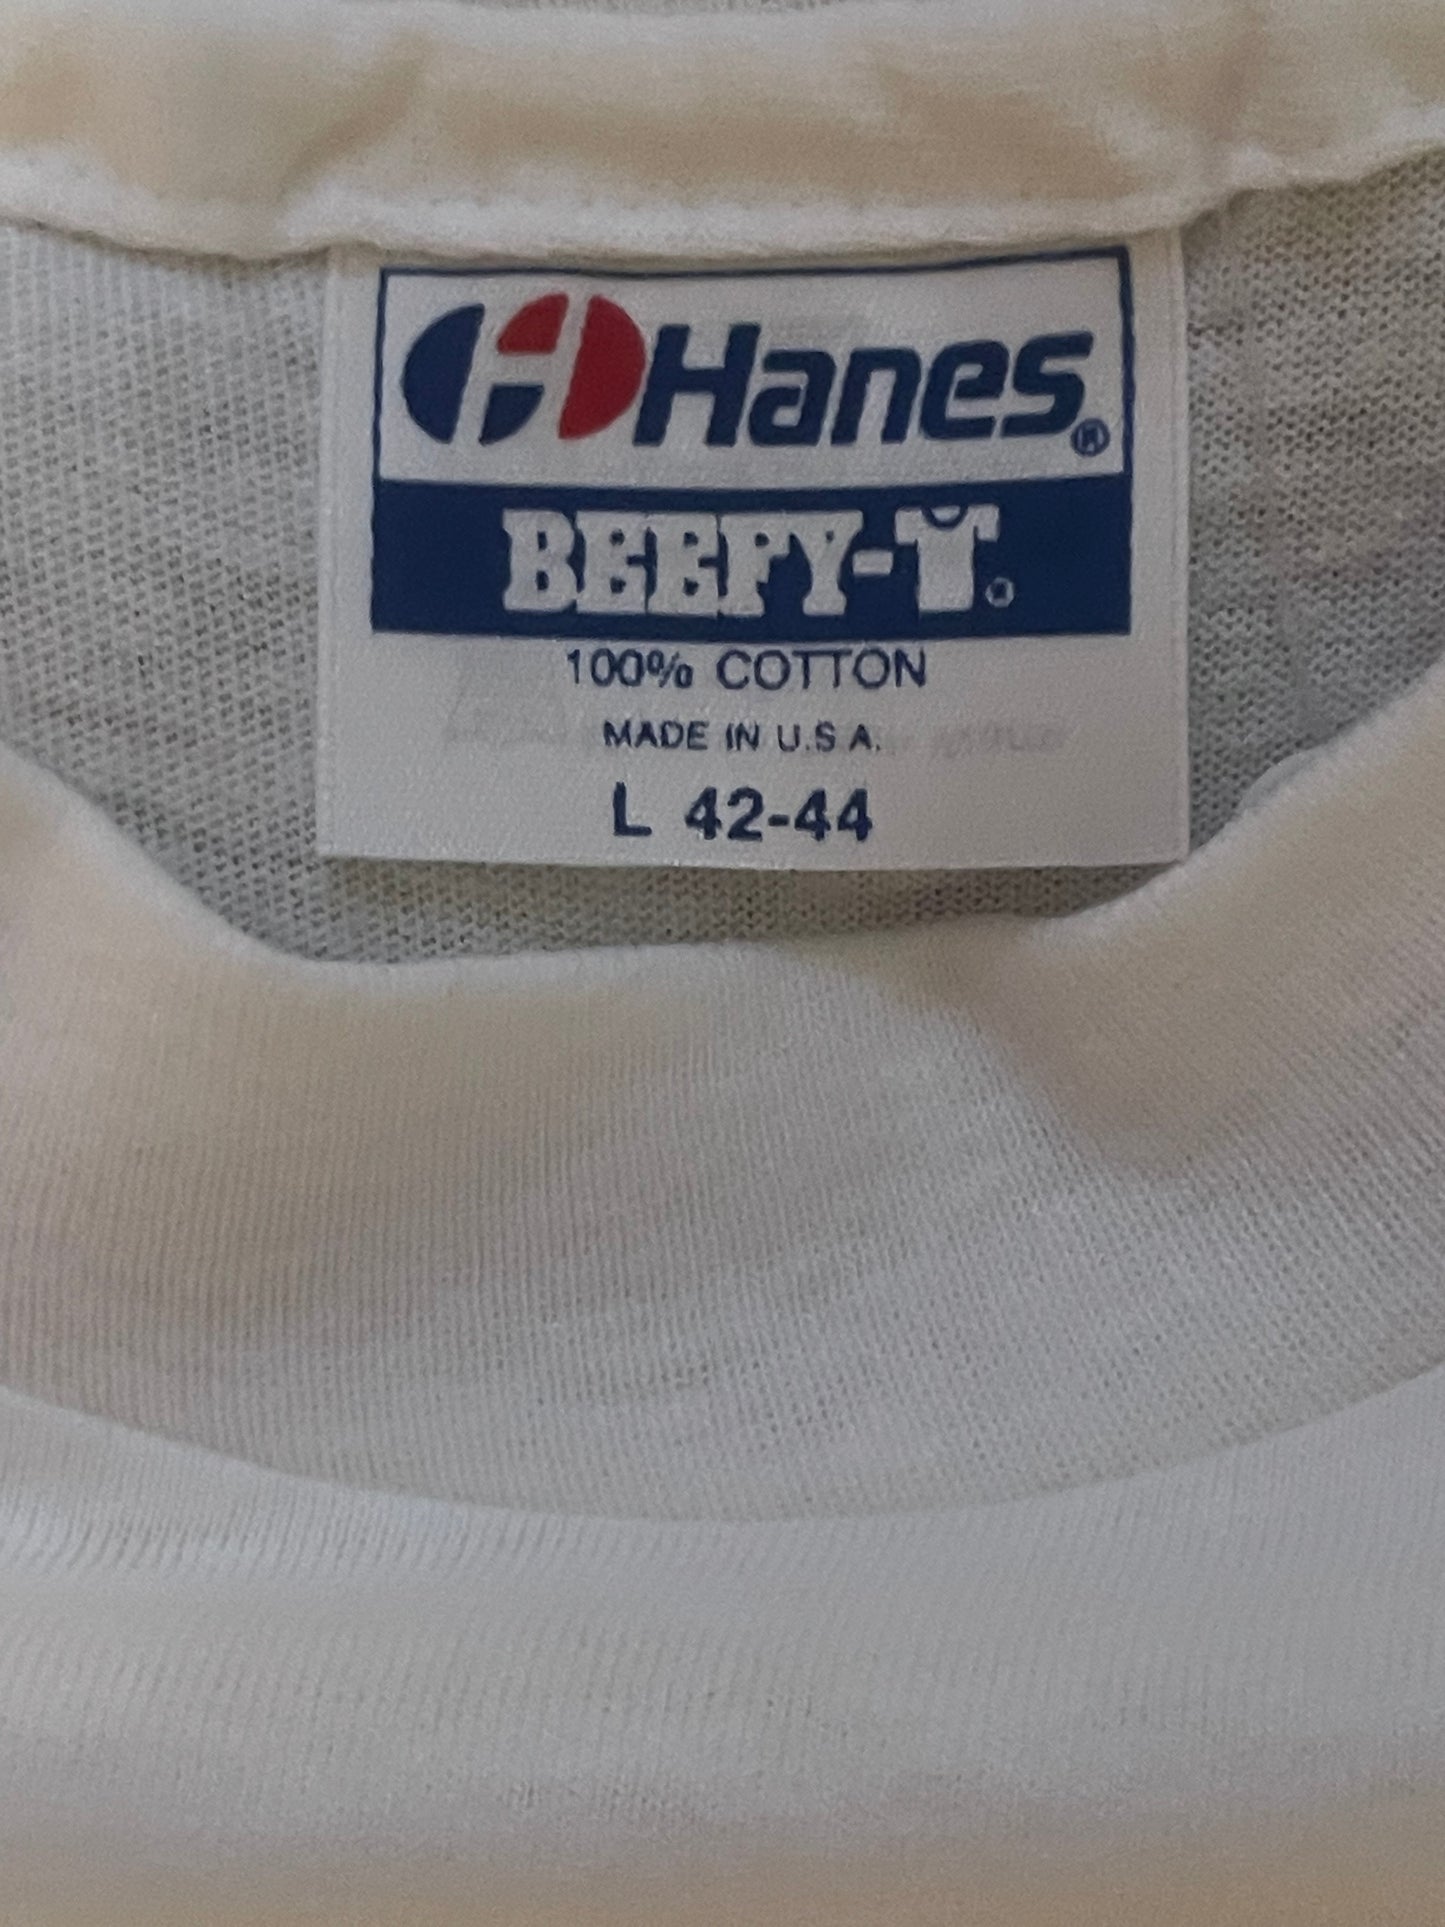 Hanes®
BEEFY-T®
100% COTTON
MADE IN U.S.A.
L 42-44